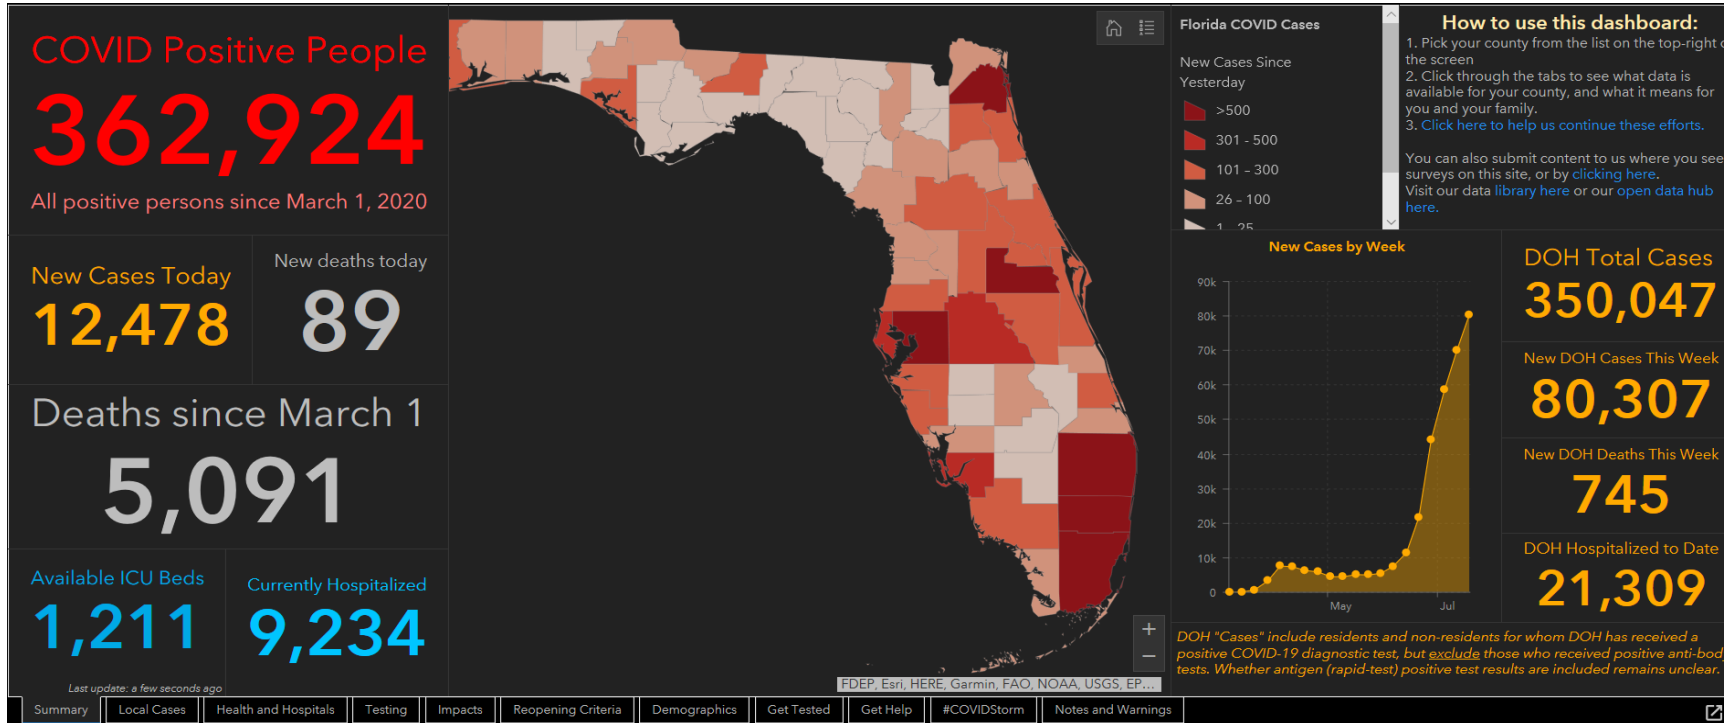 COVID Positive People
362,924
All positive persons since March 1, 2020
New Cases Today
12,478
New deaths today
89
Deaths since March 1
5,091
Available ICU Beds
1,211
Currently Hospitalized
9,234
Last update: a few seconds ago
+
−
FDEP, Esri, HERE, Garmin, FAO, NOAA, USGS, EP...
Florida COVID Cases
New Cases Since
Yesterday
>500
301 - 500
101 - 300
26 - 100
1 - 25
How to use this dashboard:
1. Pick your county from the list on the top-right
the screen
2. Click through the tabs to see what data is
available for your county, and what it means for
you and your family.
3. Click here to help us continue these efforts.
You can also submit content to us where you see
surveys on this site, or by clicking here.
Visit our data library here or our open data hub
here.
New Cases by Week
90k
80k
70k
60k
50k
40k
30k
20k
10k
0
May
Jul
DOH Total Cases
350,047
New DOH Cases This Week
80,307
New DOH Deaths This Week
745
DOH Hospitalized to Date
21,309
DOH "Cases" include residents and non-residents for whom DOH has received a
positive COVID-19 diagnostic test, but exclude those who received positive anti-bod
tests. Whether antigen (rapid-test) positive test results are included remains unclear.
Summary
Local Cases
Health and Hospitals
Testing
Impacts
Reopening Criteria
Demographics
Get Tested
Get Help
#COVIDStorm
Notes and Warnings